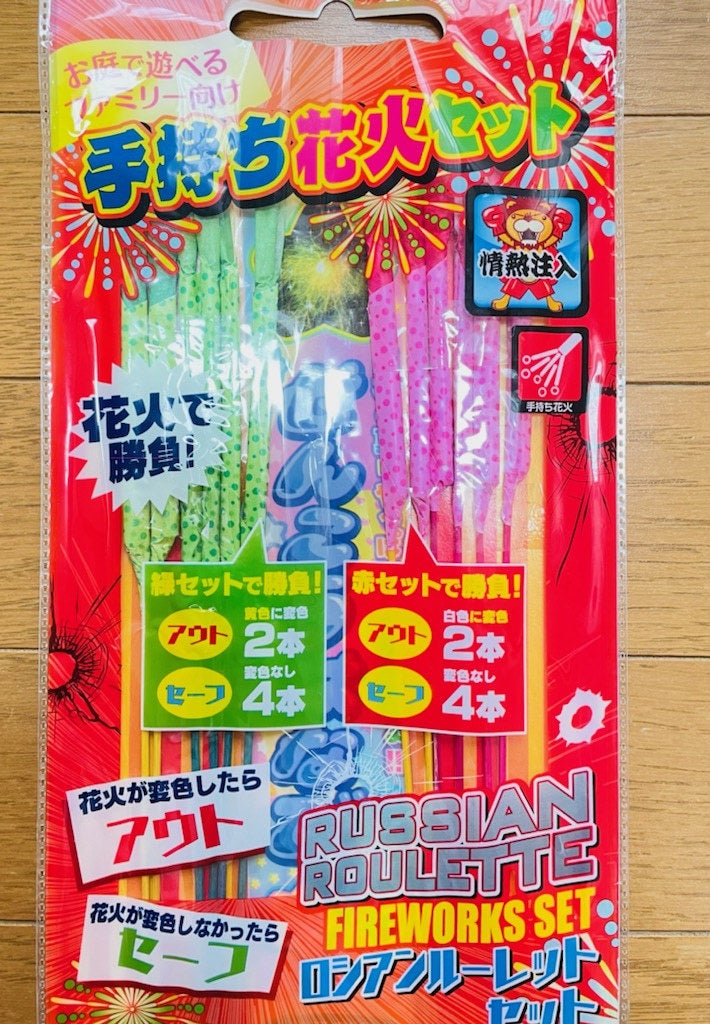 お庭で遊べる
ファミリー向け
手持ち花火セット
情熱注入
手持ち花火
花火で
勝負!
緑セットで勝負!
アウト
黄色に変色
2本
セーフ
変色なし
4本
赤セットで勝負!
アウト
白色に変色
2本
セーフ
変色なし
4本
花火が変色したら
アウト
花火が変色しなかったら
セーフ
RUSSIAN
ROULETTE
FIREWORKS SET
ロシアンルーレット
セット